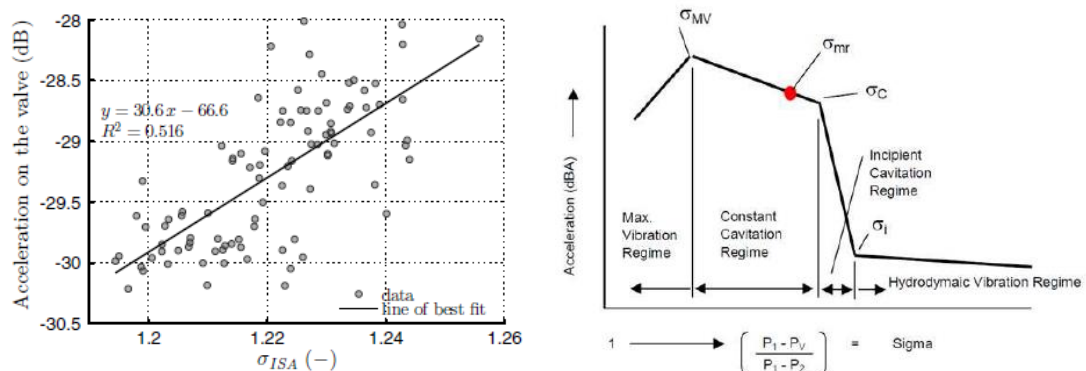 Acceleration on the valve (dB)
-28
-28.5
-29
-29.5
-30
-30.5
y = 30.6x − 66.6
R² = 0.516
data
line of best fit
1.2
1.22
1.24
1.26
σISA (−)
σMV
σmr
σC
Incipient
Cavitation
Regime
Acceleration (dBA)
Max.
Vibration
Regime
Constant
Cavitation
Regime
σi
Hydrodymaic Vibration Regime
1
P1 - PV
P1 - P2
= Sigma